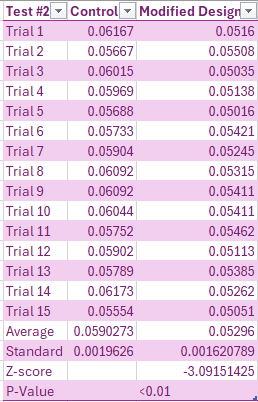 Test #2 Control Modified Design
Trial 1 0.06167 0.0516
Trial 2 0.05667 0.05508
Trial 3 0.06015 0.05035
Trial 4 0.05969 0.05138
Trial 5 0.05688 0.05016
Trial 6 0.05733 0.05421
Trial 7 0.05904 0.05245
Trial 8 0.06092 0.05315
Trial 9 0.06092 0.05411
Trial 10 0.06044 0.05411
Trial 11 0.05752 0.05462
Trial 12 0.05902 0.05113
Trial 13 0.05789 0.05385
Trial 14 0.06173 0.05262
Trial 15 0.05554 0.05051
Average 0.0590273 0.05296
Standard 0.0019626 0.001620789
Z-score -3.09151425
P-Value <0.01